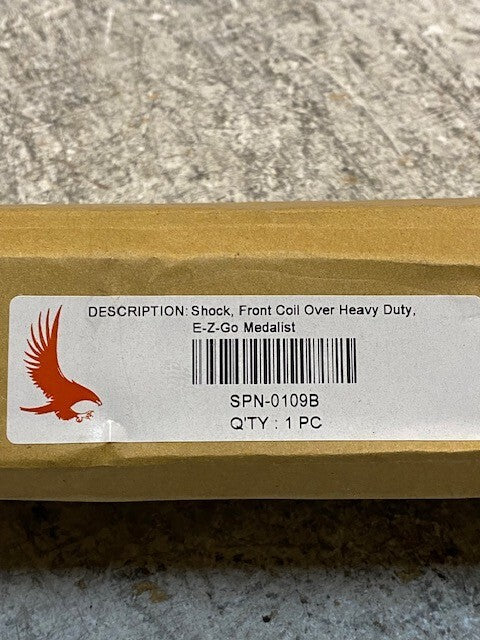 DESCRIPTION: Shock, Front Coil Over Heavy Duty,
E-Z-Go Medalist
SPN-0109B
Q'TY : 1 PC